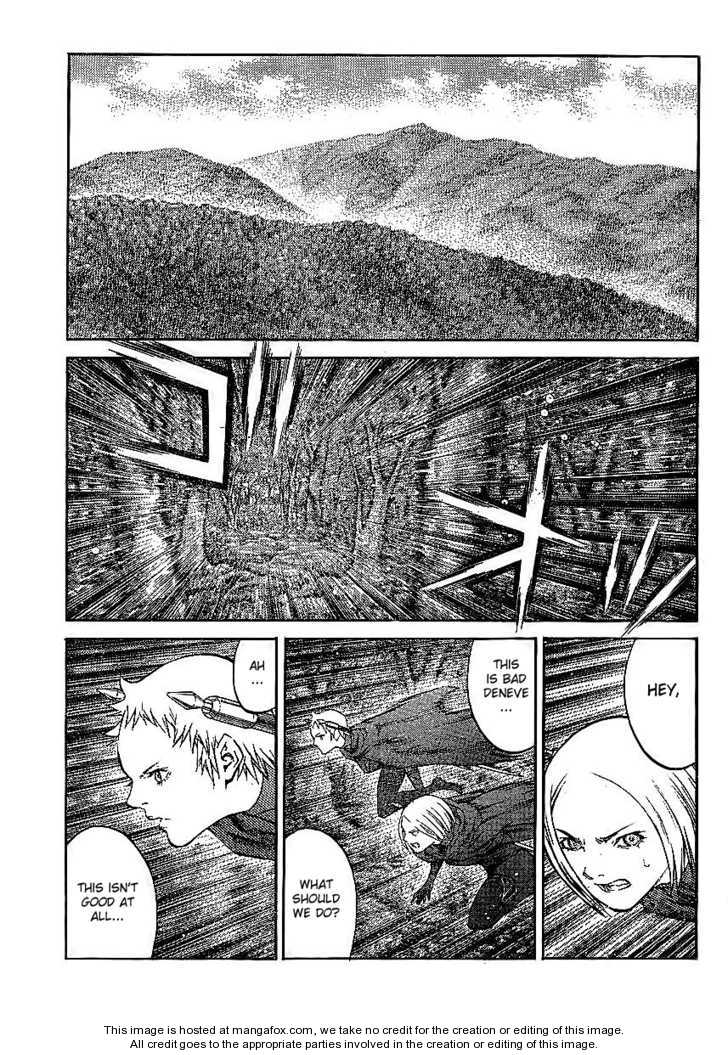 ゴ
オ
HEY,
THIS
IS BAD
DENEVE
...
WHAT
SHOULD
WE DO?
AH
...
THIS ISN'T
GOOD AT
ALL...
This image is hosted at mangafox.com, we take no credit for the creation or editing of this image.
All credit goes to the appropriate parties involved in the creation or editing of this image.